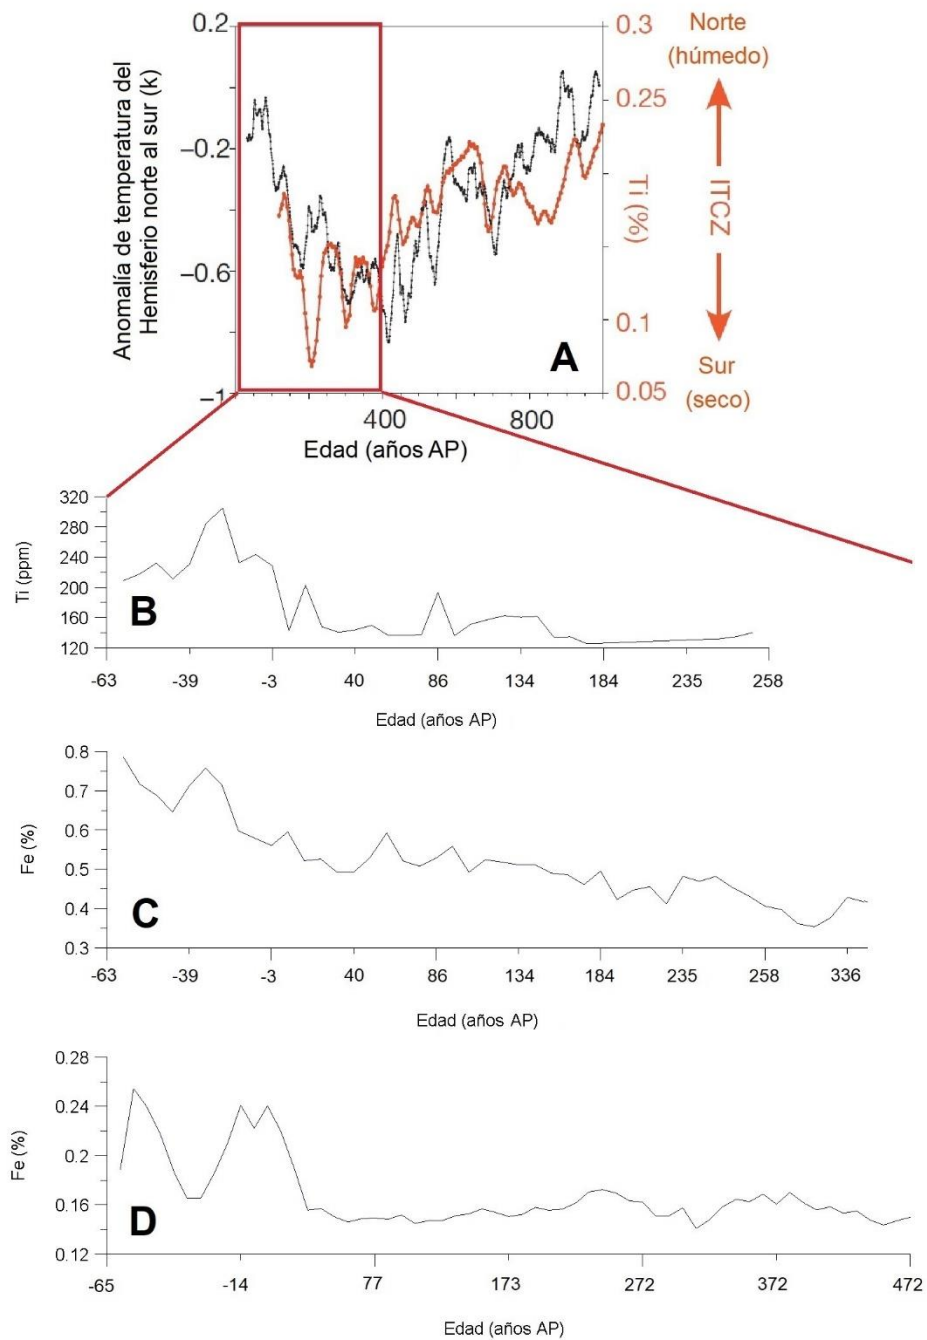 Anomalía de temperatura del
Hemisferio norte al sur (k)
0.2
-0.2
-0.6
-1
400
800
Edad (años AP)
A
0.3
0.25
Ti (%)
0.1
0.05
Norte
(húmedo)
ITCZ
Sur
(seco)
Ti (ppm)
320
280
240
200
160
120
B
-63
-39
-3
40
86
134
184
235
258
Edad (años AP)
Fe (%)
0.8
0.7
0.6
0.5
0.4
0.3
C
-63
-39
-3
40
86
134
184
235
258
336
Edad (años AP)
Fe (%)
0.28
0.24
0.2
0.16
0.12
D
-65
-14
77
173
272
372
472
Edad (años AP)